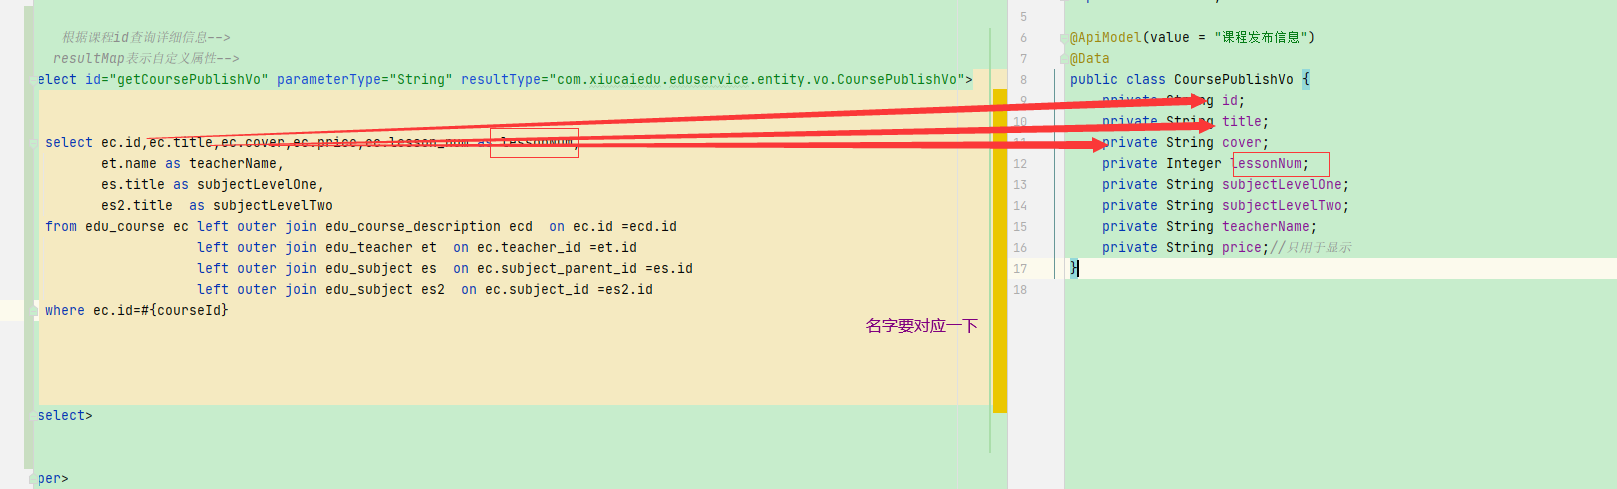 根据课程id查询详细信息-->
resultMap表示自定义属性-->
elect id="getCoursePublishVo" parameterType="String" resultType="com.xiucaiedu.eduservice.entity.vo.CoursePublishVo">
select ec.id,ec.title,ec.cover,ec.price,ec.lesson_num as lessonNum,
et.name as teacherName,
es.title as subjectLevelOne,
es2.title as subjectLevelTwo
from edu_course ec left outer join edu_course_description ecd on ec.id =ecd.id
left outer join edu_teacher et on ec.teacher_id =et.id
left outer join edu_subject es on ec.subject_parent_id =es.id
left outer join edu_subject es2 on ec.subject_id =es2.id
where ec.id=#{courseId}
名字要对应一下
select>
per>
5
6 @ApiModel(value = "课程发布信息")
7 @Data
8 public class CoursePublishVo {
9 private String id;
10 private String title;
11 private String cover;
12 private Integer lessonNum;
13 private String subjectLevelOne;
14 private String subjectLevelTwo;
15 private String teacherName;
16 private String price;//只用于显示
17 }
18